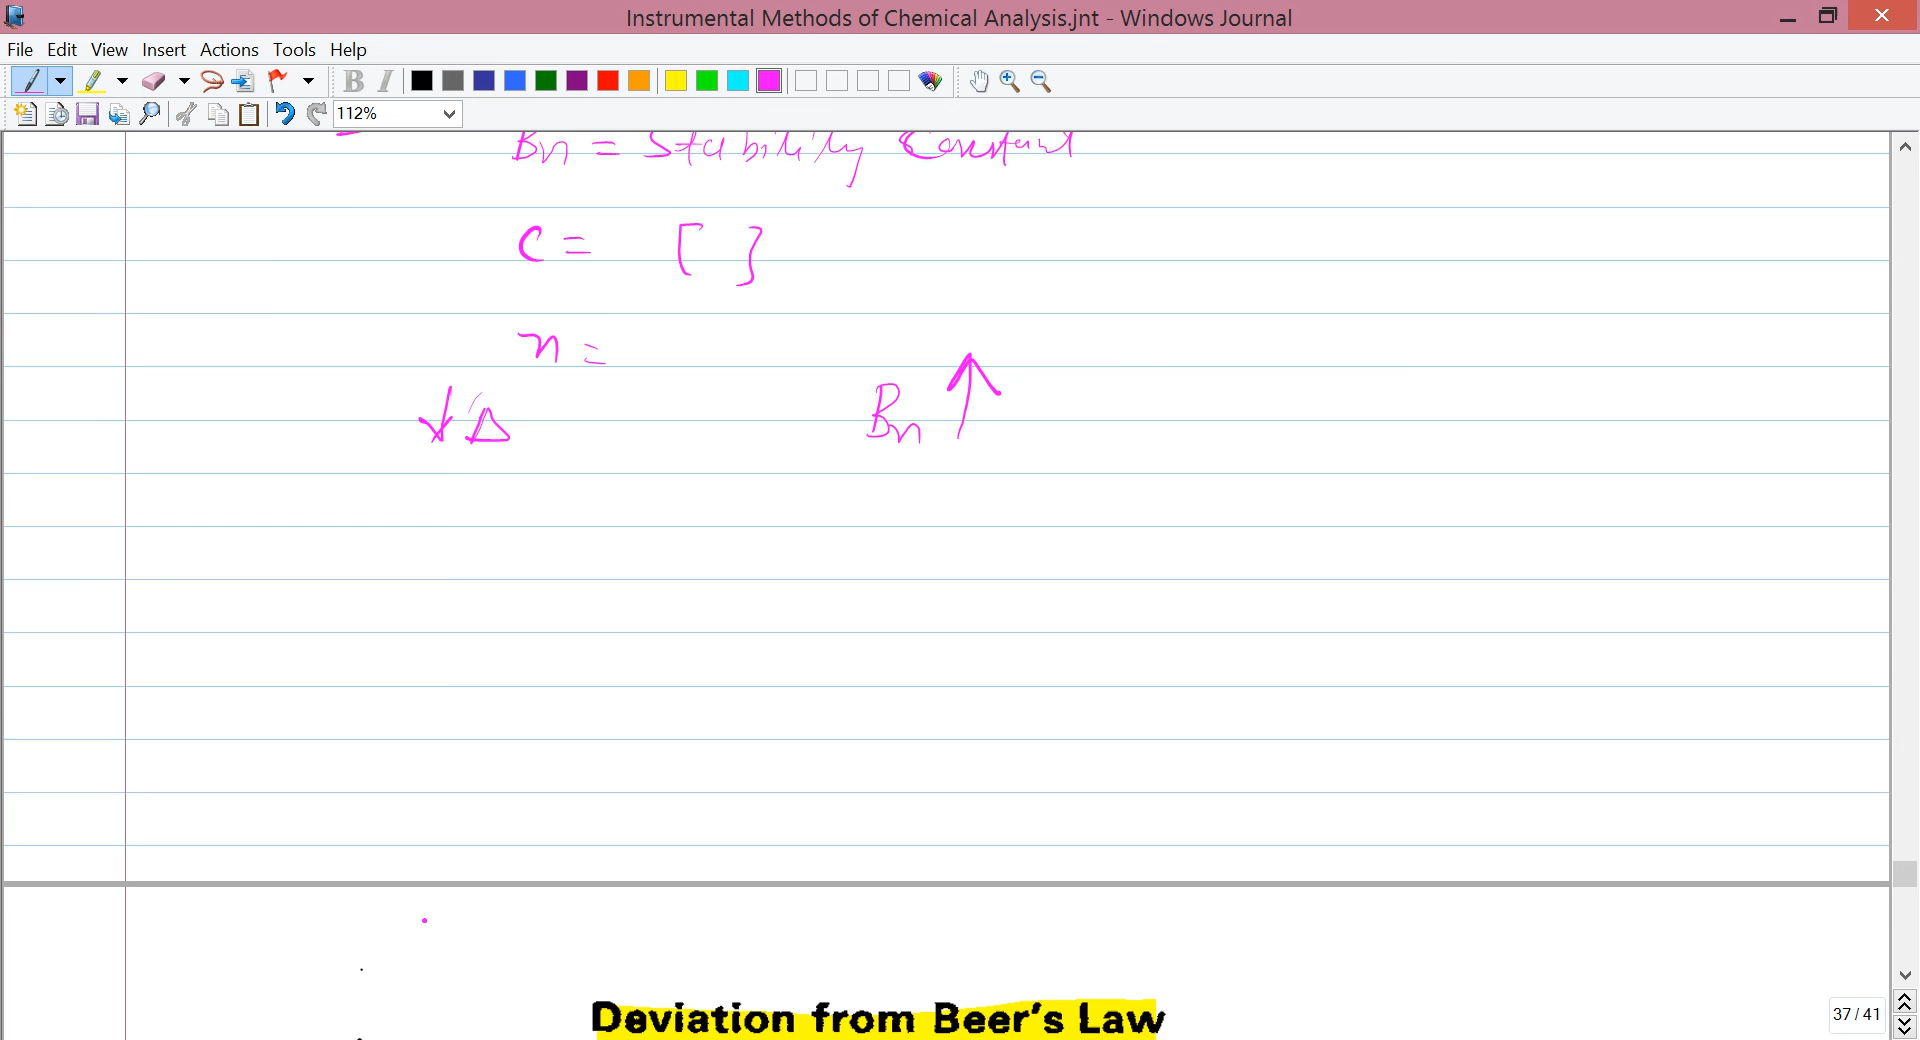 Instrumental Methods of Chemical Analysis.jnt - Windows Journal
File Edit View Insert Actions Tools Help
B I
112%
Bn = Stability Constant
C = [ ]
n =
↓ Δ Bn ↑
Deviation from Beer's Law
37 / 41